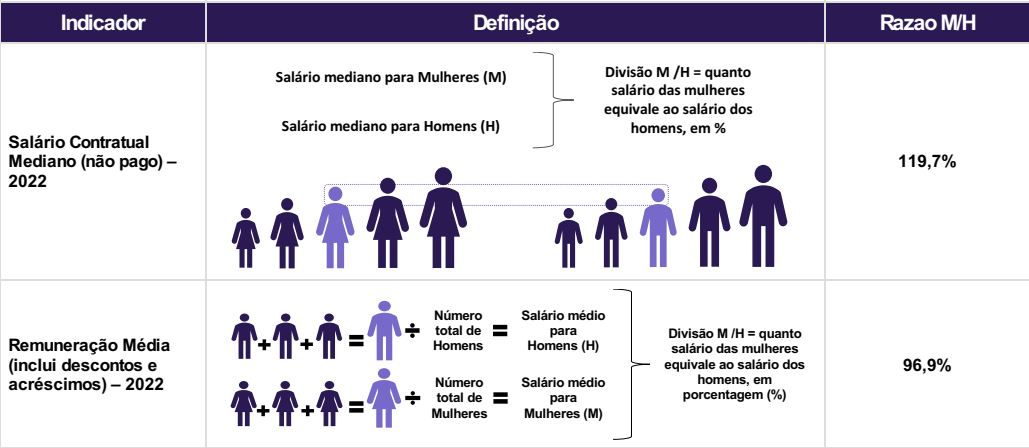 Indicador
Definição
Razao M/H
Salário Contratual
Mediano (não pago) –
2022
Salário mediano para Mulheres (M)
Salário mediano para Homens (H)
Divisão M /H = quanto
salário das mulheres
equivale ao salário dos
homens, em %
119,7%
Remuneração Média
(inclui descontos e
acréscimos) – 2022
+ + = ÷
Número
total de
Homens
=
Salário médio
para
Homens (H)
+ + = ÷
Número
total de
Mulheres
=
Salário médio
para
Mulheres (M)
Divisão M /H = quanto
salário das mulheres
equivale ao salário dos
homens, em
porcentagem (%)
96,9%